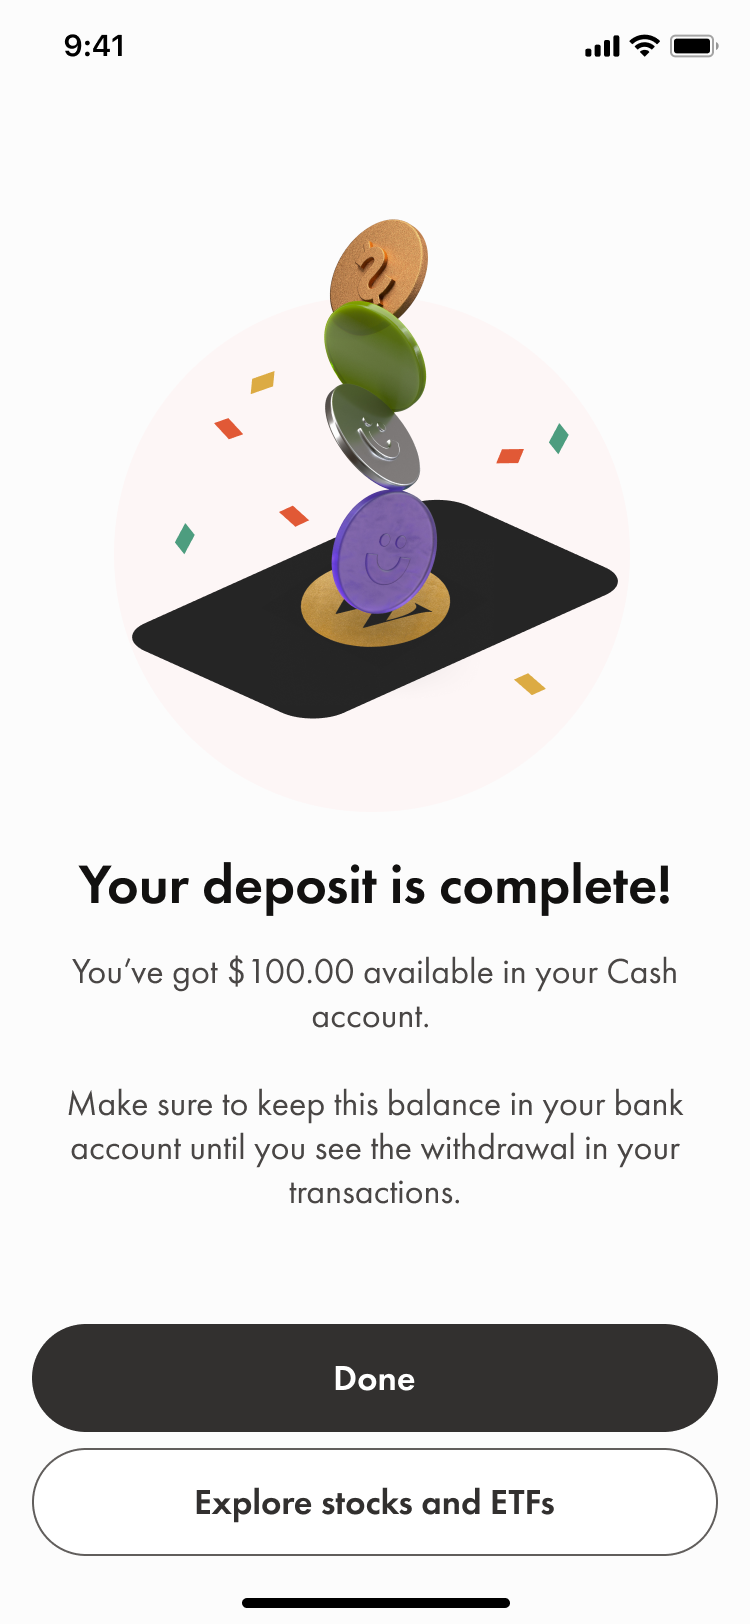 9:41
Your deposit is complete!
You’ve got $100.00 available in your Cash
account.
Make sure to keep this balance in your bank
account until you see the withdrawal in your
transactions.
Done
Explore stocks and ETFs